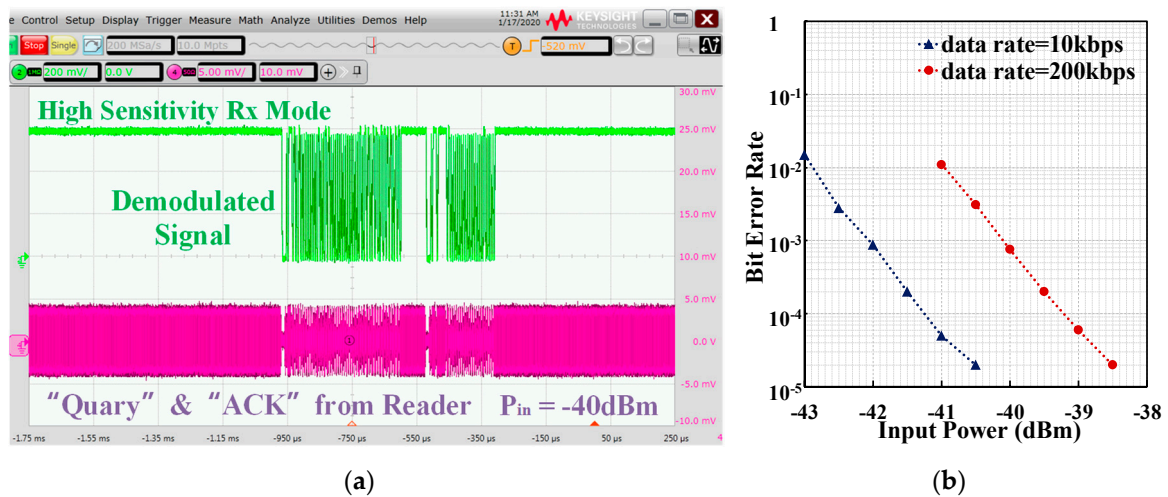 e Control Setup Display Trigger Measure Math Analyze Utilities Demos Help
11:31 AM
1/17/2020
KEYSIGHT
TECHNOLOGIES
Stop Single 200 MSa/s 10.0 Mpts T -520 mV
2 200 mV/ 0.0 V 4 5.00 mV/ 10.0 mV
High Sensitivity Rx Mode
Demodulated
Signal
30.0 mV
25.0 mV
20.0 mV
15.0 mV
10.0 mV
5.0 mV
0.0 V
-5.0 mV
-10.0 mV
1
“Quary” & “ACK” from Reader Pin = -40dBm
-1.75 ms -1.55 ms -1.35 ms -1.15 ms -950 µs -750 µs -550 µs -350 µs -150 µs 50 µs 250 µs 4
(a)
data rate=10kbps
data rate=200kbps
Bit Error Rate
1
10-1
10-2
10-3
10-4
10-5
-43 -42 -41 -40 -39 -38
Input Power (dBm)
(b)